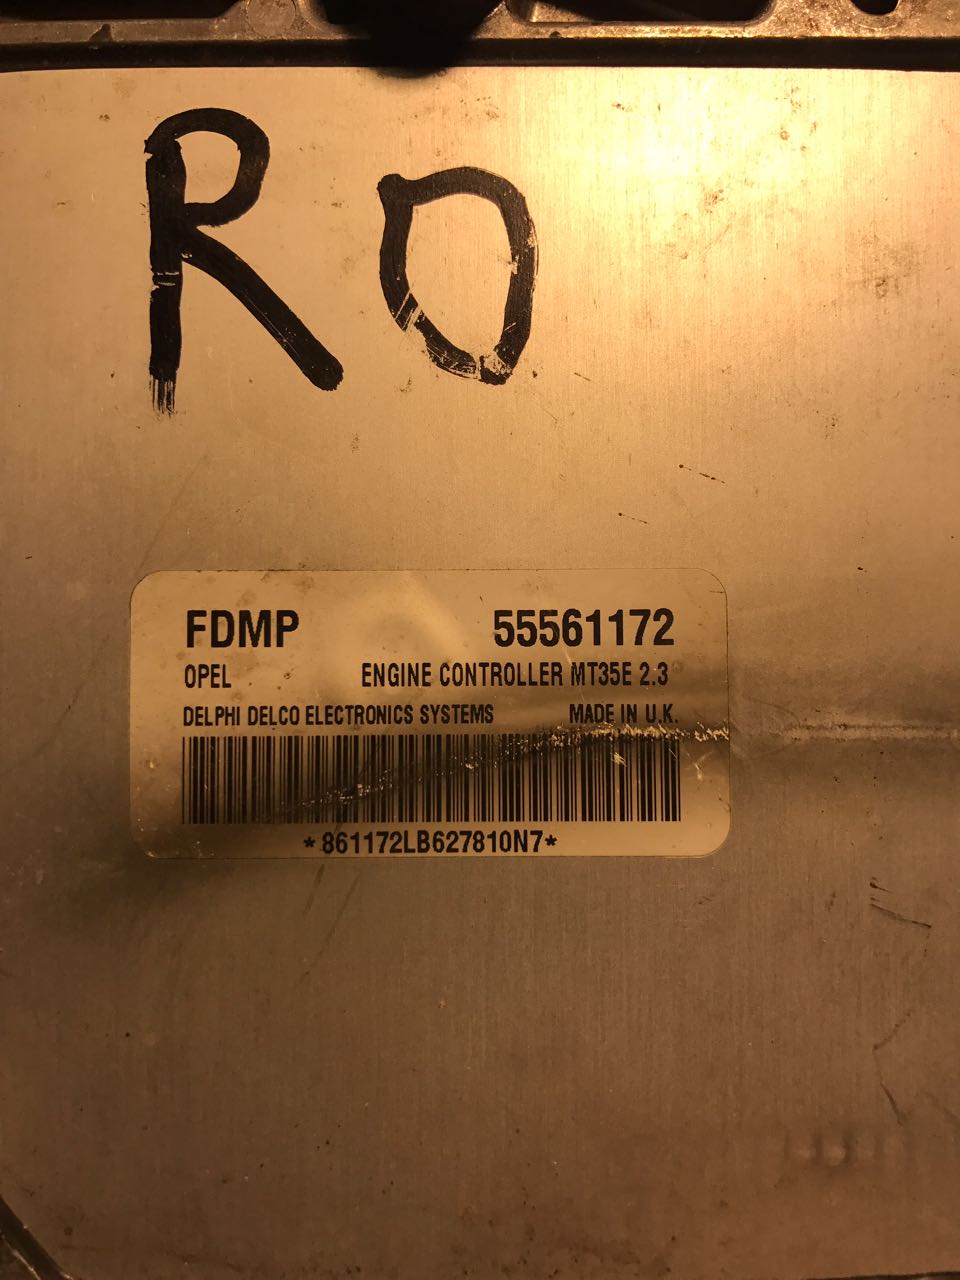 RO
FDMP 55561172
OPEL ENGINE CONTROLLER MT35E 2.3
DELPHI DELCO ELECTRONICS SYSTEMS MADE IN U.K.
*861172LB627810N7*